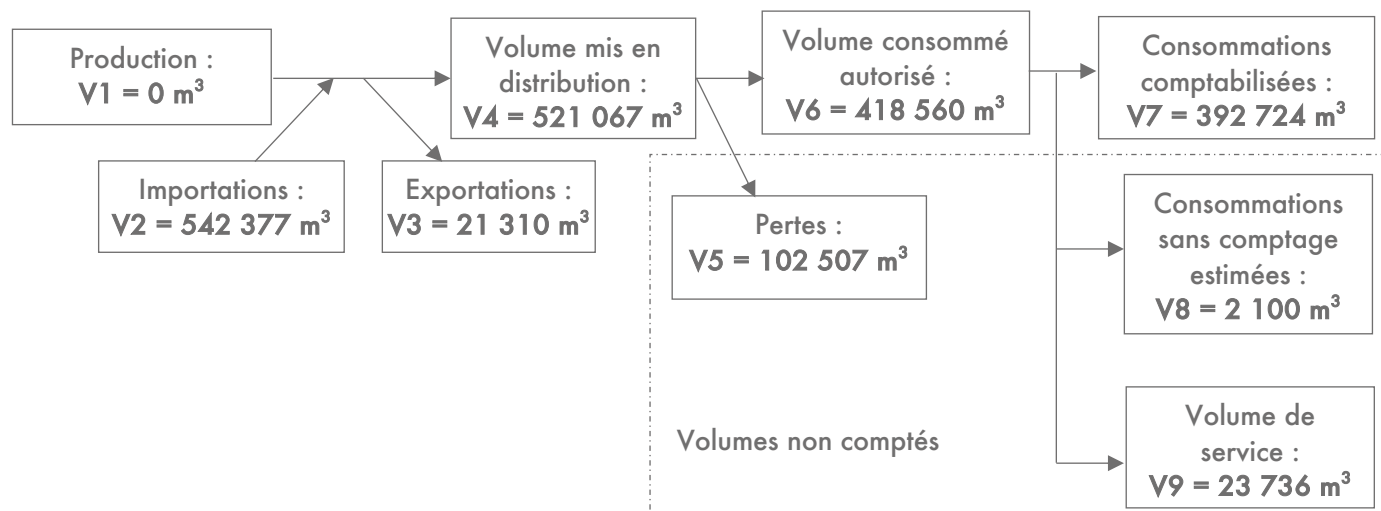 Production :
V1 = 0 m³
Importations :
V2 = 542 377 m³
Exportations :
V3 = 21 310 m³
Volume mis en
distribution :
V4 = 521 067 m³
Volume consommé
autorisé :
V6 = 418 560 m³
Pertes :
V5 = 102 507 m³
Consommations
comptabilisées :
V7 = 392 724 m³
Consommations
sans comptage
estimées :
V8 = 2 100 m³
Volumes non comptés
Volume de
service :
V9 = 23 736 m³